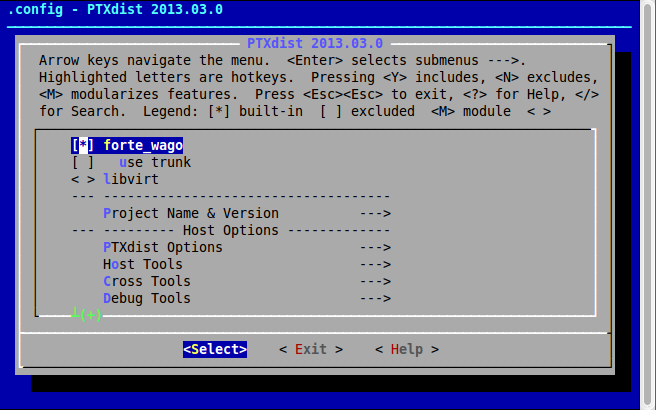 .config - PTXdist 2013.03.0
PTXdist 2013.03.0
Arrow keys navigate the menu. <Enter> selects submenus --->.
Highlighted letters are hotkeys. Pressing <Y> includes, <N> excludes,
<M> modularizes features. Press <Esc><Esc> to exit, <?> for Help, </>
for Search. Legend: [*] built-in [ ] excluded <M> module < >
[*] forte_wago
[ ] use trunk
< > libvirt
--- ------------------------------------
Project Name & Version --->
--- --------- Host Options -------------
PTXdist Options --->
Host Tools --->
Cross Tools --->
Debug Tools --->
(+)
<Select> < Exit > < Help >